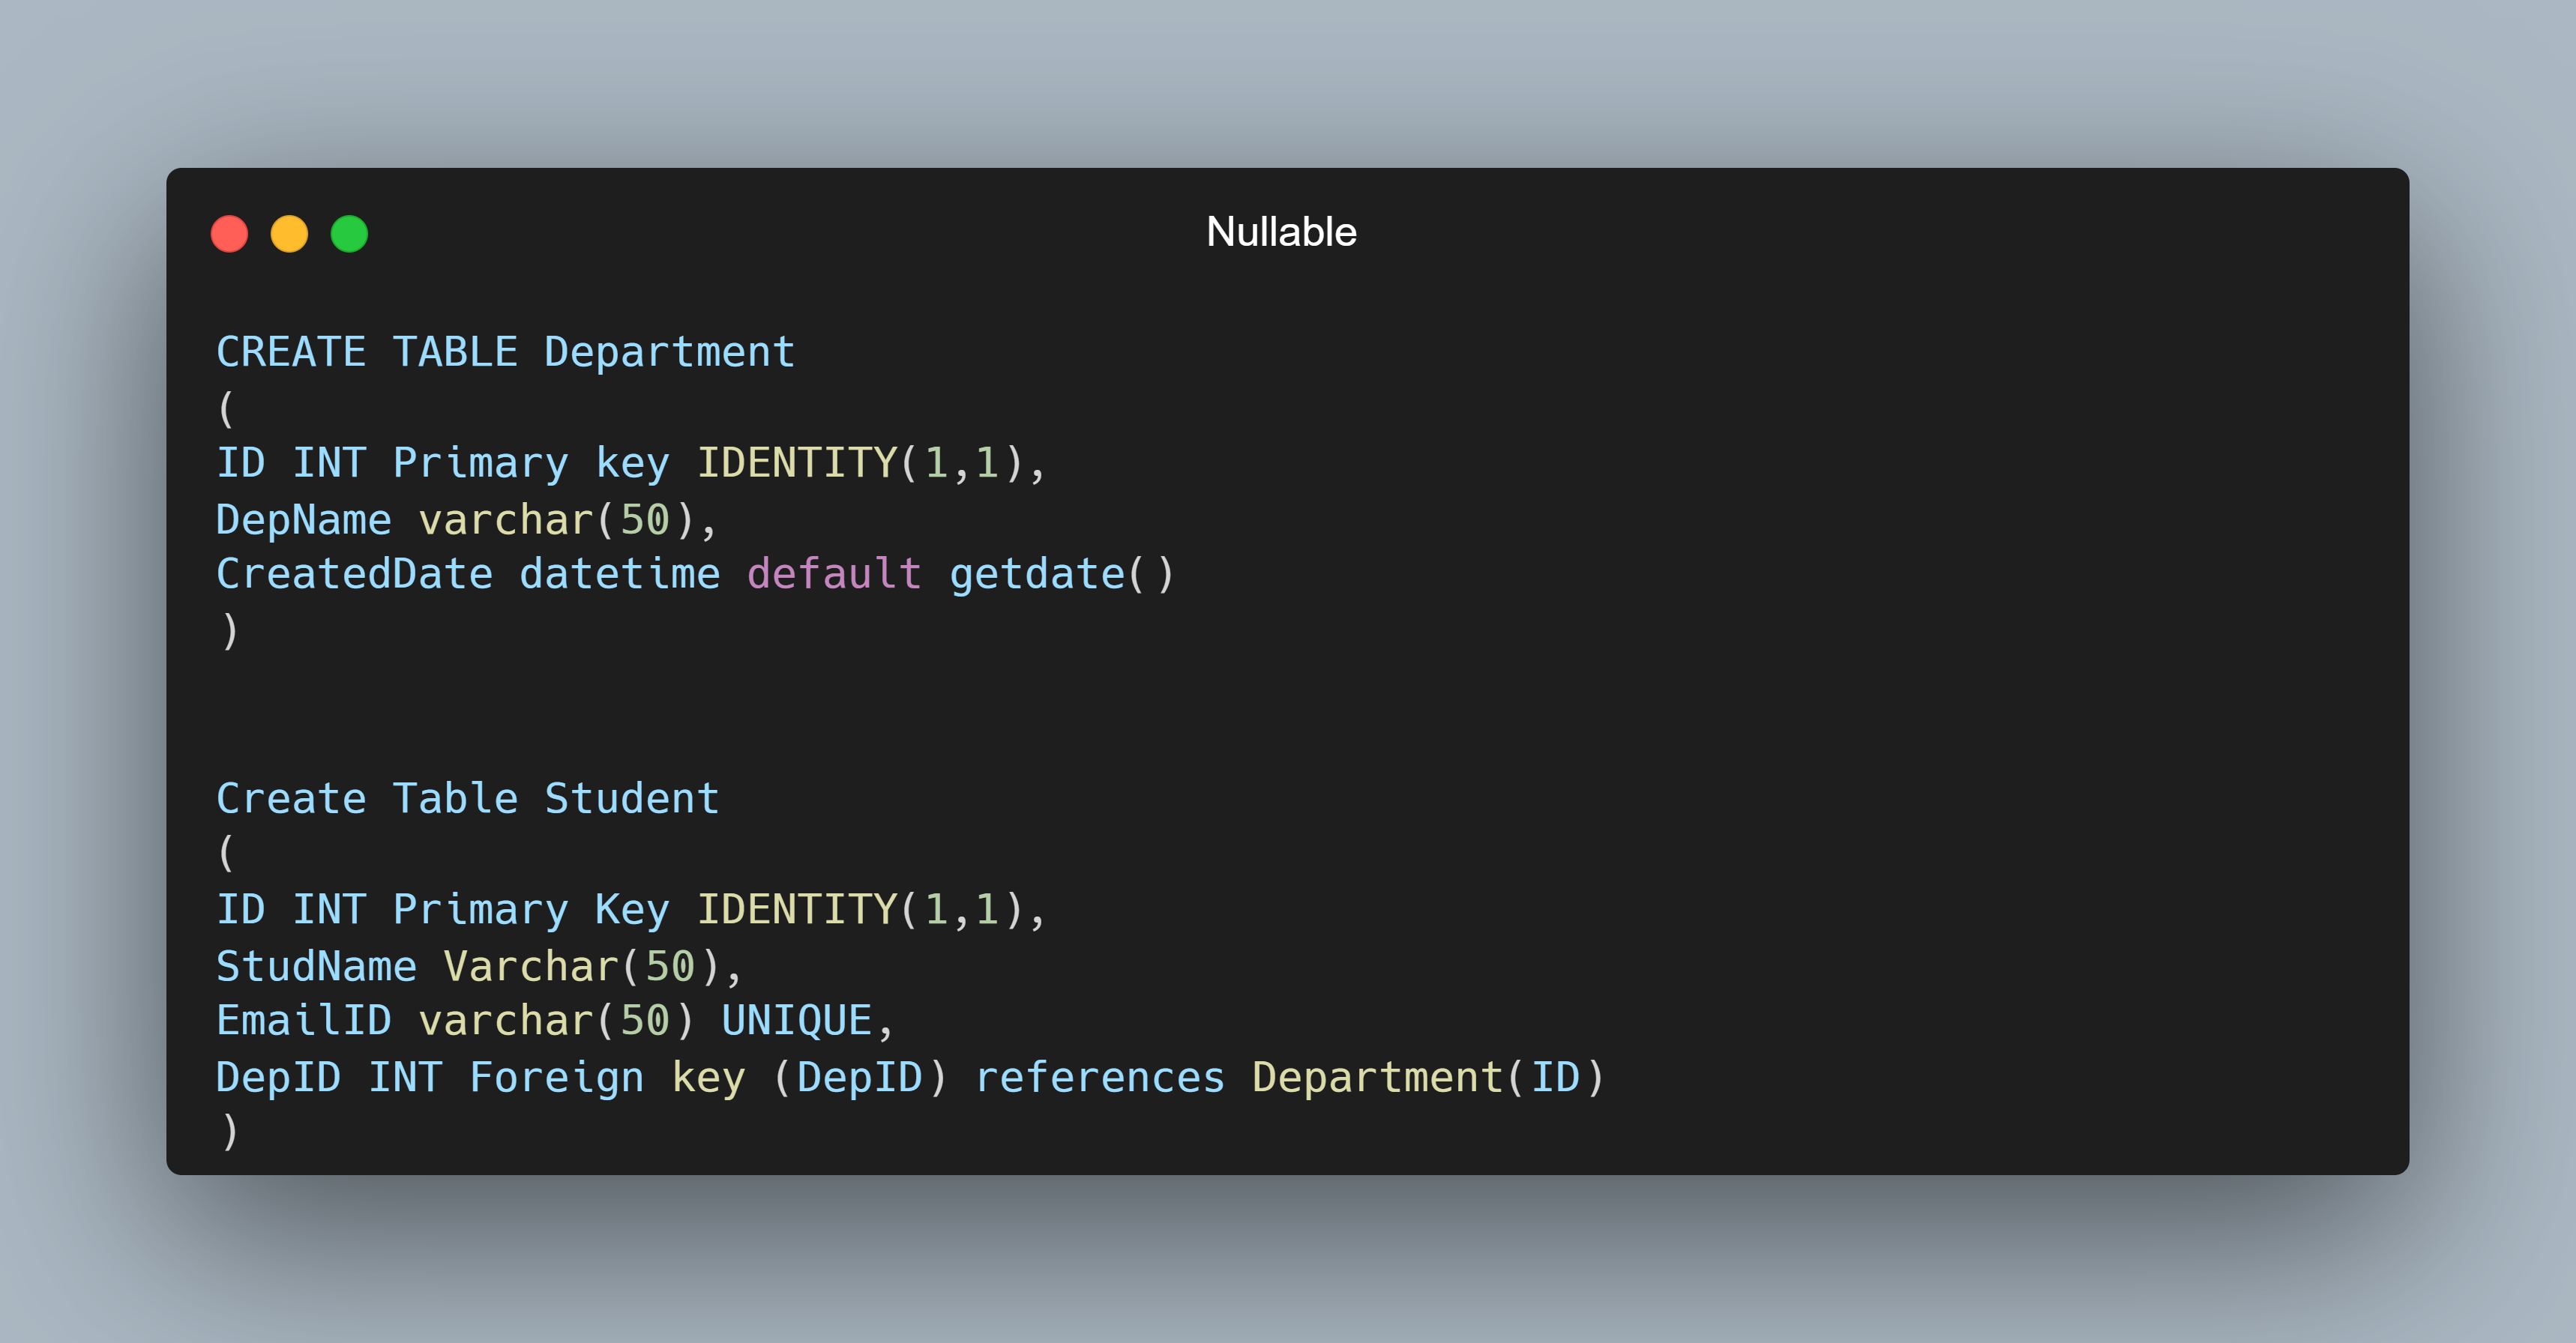 Nullable
CREATE TABLE Department
(
ID INT Primary key IDENTITY(1,1),
DepName varchar(50),
CreatedDate datetime default getdate()
)
Create Table Student
(
ID INT Primary Key IDENTITY(1,1),
StudName Varchar(50),
EmailID varchar(50) UNIQUE,
DepID INT Foreign key (DepID) references Department(ID)
)